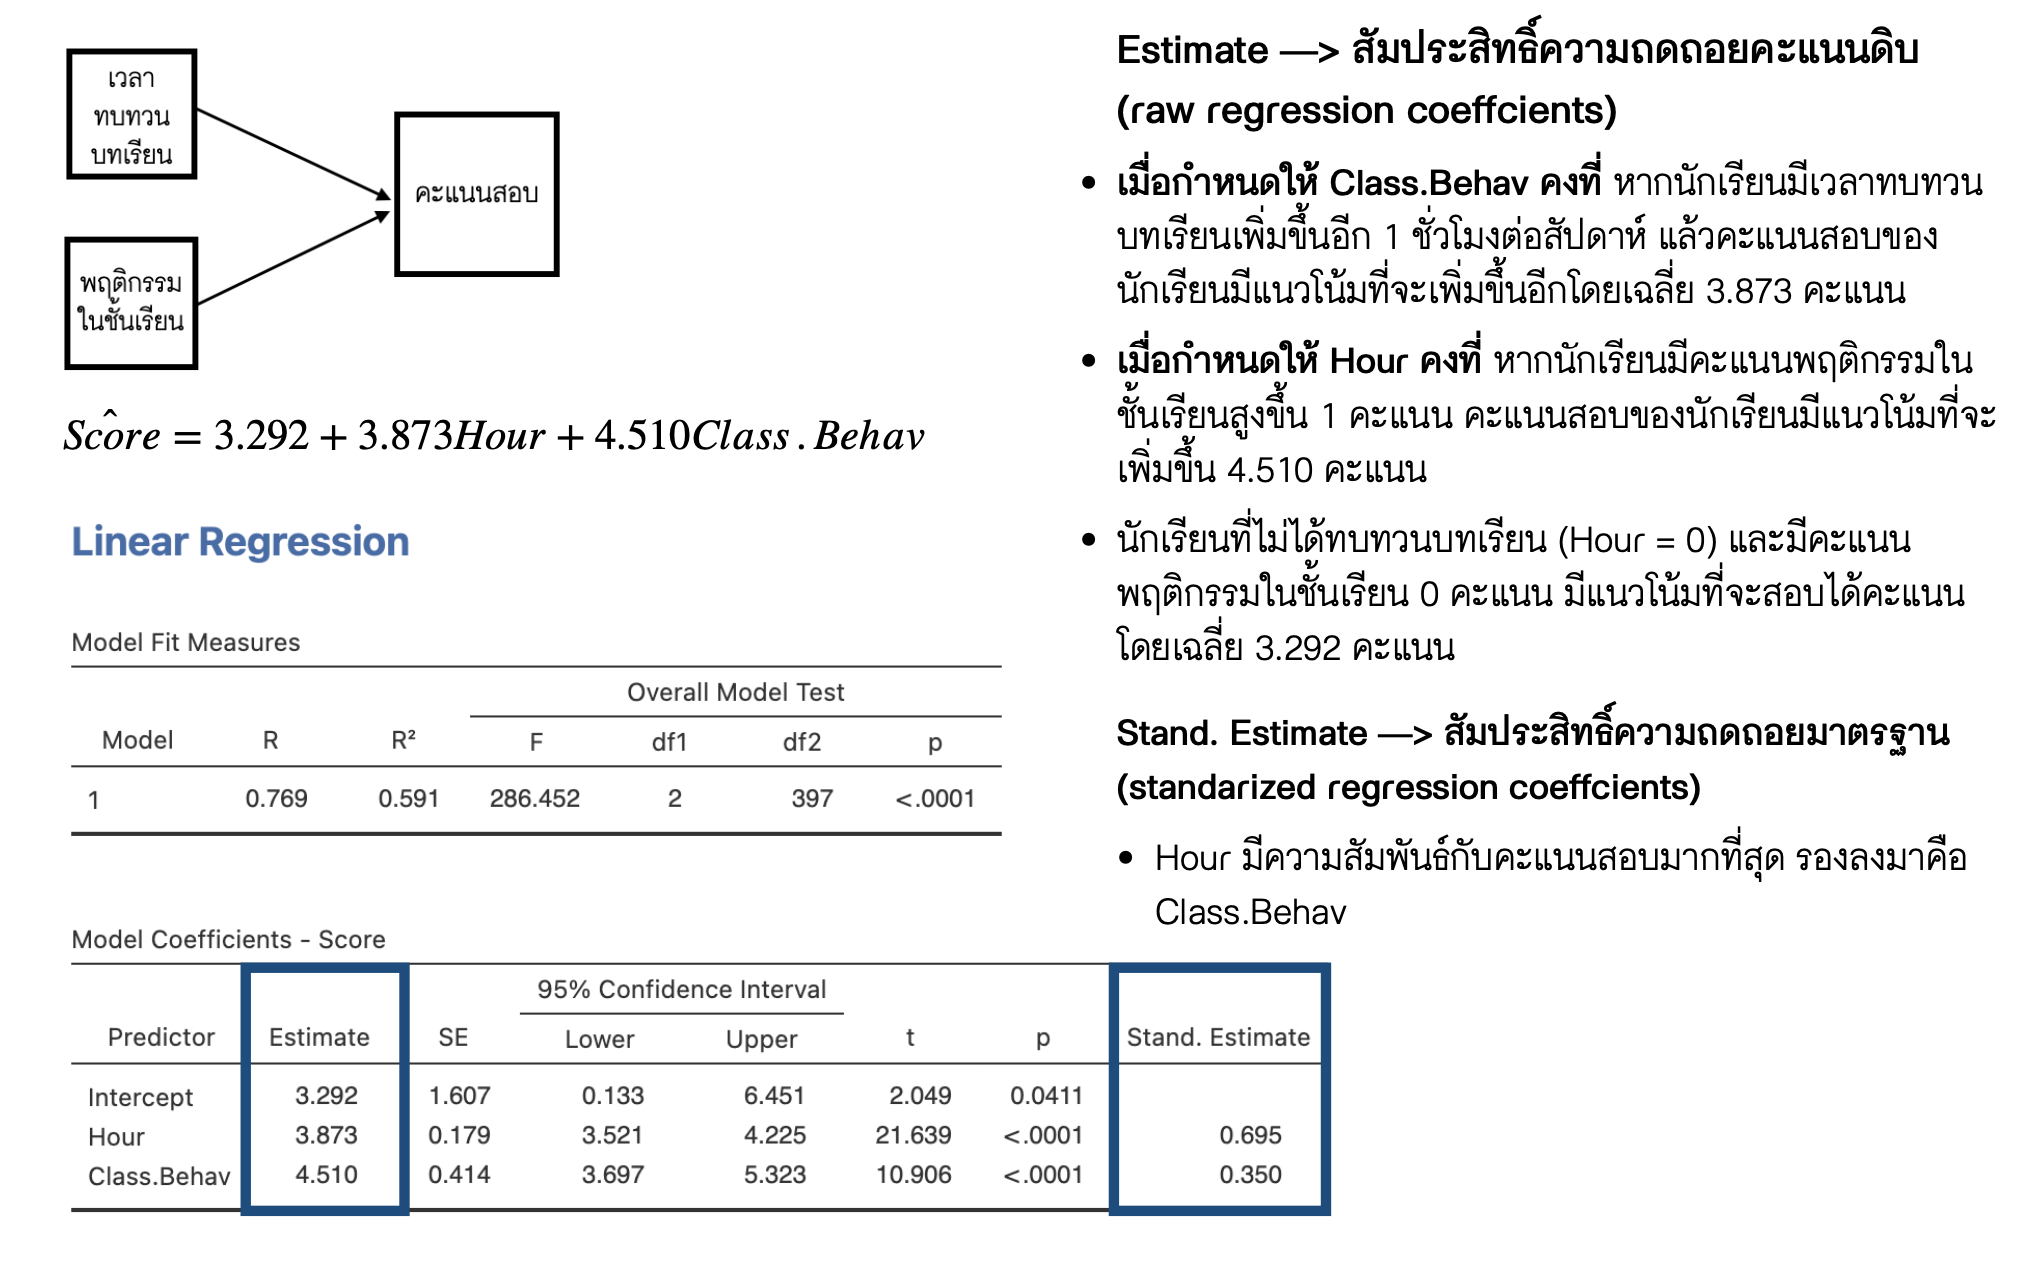 เวลา
ทบทวน
บทเรียน
คะแนนสอบ
พฤติกรรม
ในชั้นเรียน
Scôre = 3.292 + 3.873Hour + 4.510Class . Behav
Linear Regression
Model Fit Measures
Overall Model Test
Model R R² F df1 df2 p
1 0.769 0.591 286.452 2 397 <.0001
Model Coefficients - Score
95% Confidence Interval
Predictor Estimate SE Lower Upper t p Stand. Estimate
Intercept 3.292 1.607 0.133 6.451 2.049 0.0411
Hour 3.873 0.179 3.521 4.225 21.639 <.0001 0.695
Class.Behav 4.510 0.414 3.697 5.323 10.906 <.0001 0.350
Estimate —> สัมประสิทธิ์ความถดถอยคะแนนดิบ
(raw regression coeffcients)
• เมื่อกำหนดให้ Class.Behav คงที่ หากนักเรียนมีเวลาทบทวน
บทเรียนเพิ่มขึ้นอีก 1 ชั่วโมงต่อสัปดาห์ แล้วคะแนนสอบของ
นักเรียนมีแนวโน้มที่จะเพิ่มขึ้นอีกโดยเฉลี่ย 3.873 คะแนน
• เมื่อกำหนดให้ Hour คงที่ หากนักเรียนมีคะแนนพฤติกรรมใน
ชั้นเรียนสูงขึ้น 1 คะแนน คะแนนสอบของนักเรียนมีแนวโน้มที่จะ
เพิ่มขึ้น 4.510 คะแนน
• นักเรียนที่ไม่ได้ทบทวนบทเรียน (Hour = 0) และมีคะแนน
พฤติกรรมในชั้นเรียน 0 คะแนน มีแนวโน้มที่จะสอบได้คะแนน
โดยเฉลี่ย 3.292 คะแนน
Stand. Estimate —> สัมประสิทธิ์ความถดถอยมาตรฐาน
(standarized regression coeffcients)
• Hour มีความสัมพันธ์กับคะแนนสอบมากที่สุด รองลงมาคือ
Class.Behav